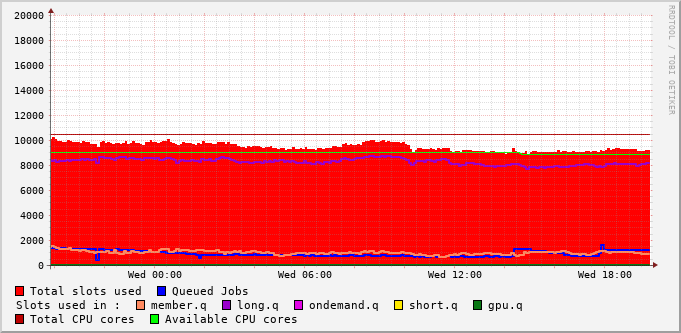 RRDTOOL / TOBI OETIKER
20000
18000
16000
14000
12000
10000
8000
6000
4000
2000
0
Wed 00:00 Wed 06:00 Wed 12:00 Wed 18:00
Total slots used Queued Jobs
Slots used in : member.q long.q ondemand.q short.q gpu.q
Total CPU cores Available CPU cores